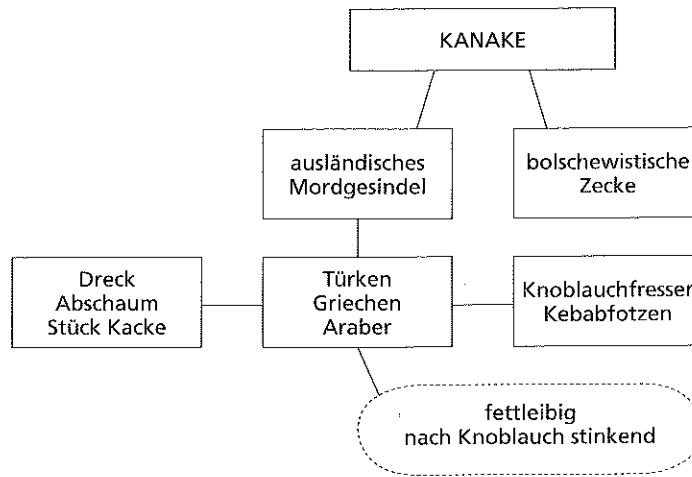 KANAKE
ausländisches
Mordgesindel
bolschewistische
Zecke
Dreck
Abschaum
Stück Kacke
Türken
Griechen
Araber
Knoblauchfresser
Kebabfotzen
fettleibig
nach Knoblauch stinkend